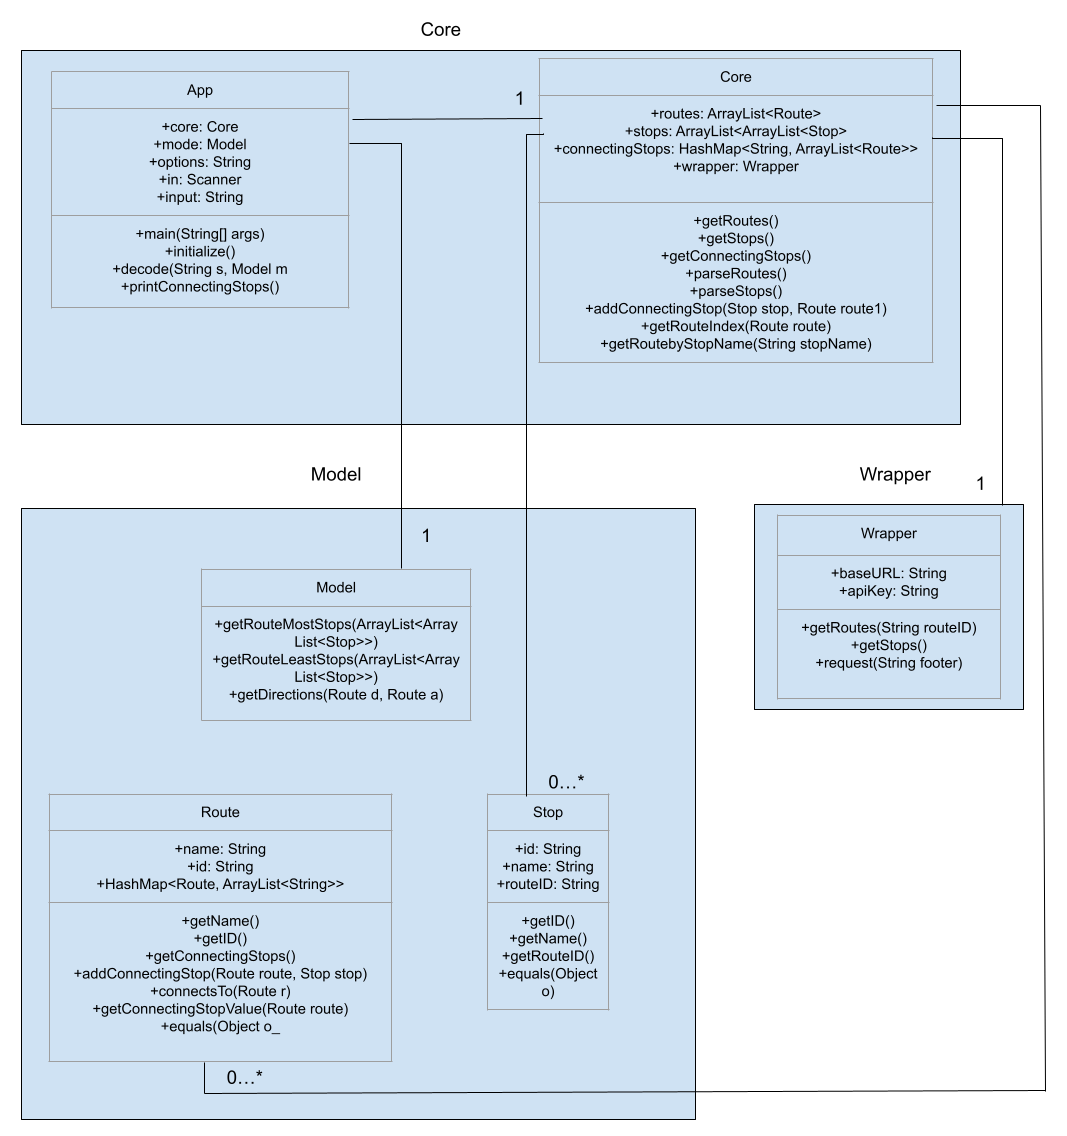 Core
App
+core: Core
+mode: Model
+options: String
+in: Scanner
+input: String
+main(String[] args)
+initialize()
+decode(String s, Model m
+printConnectingStops()
1
Core
+routes: ArrayList<Route>
+stops: ArrayList<ArrayList<Stop>
+connectingStops: HashMap<String, ArrayList<Route>>
+wrapper: Wrapper
+getRoutes()
+getStops()
+getConnectingStops()
+parseRoutes()
+parseStops()
+addConnectingStop(Stop stop, Route route1)
+getRouteIndex(Route route)
+getRoutebyStopName(String stopName)
Model
1
Model
+getRouteMostStops(ArrayList<Array
List<Stop>>)
+getRouteLeastStops(ArrayList<Array
List<Stop>>)
+getDirections(Route d, Route a)
Wrapper
1
Wrapper
+baseURL: String
+apiKey: String
+getRoutes(String routeID)
+getStops()
+request(String footer)
Route
+name: String
+id: String
+HashMap<Route, ArrayList<String>>
+getName()
+getID()
+getConnectingStops()
+addConnectingStop(Route route, Stop stop)
+connectsTo(Route r)
+getConnectingStopValue(Route route)
+equals(Object o_
0…*
0…*
Stop
+id: String
+name: String
+routeID: String
+getID()
+getName()
+getRouteID()
+equals(Object
o)